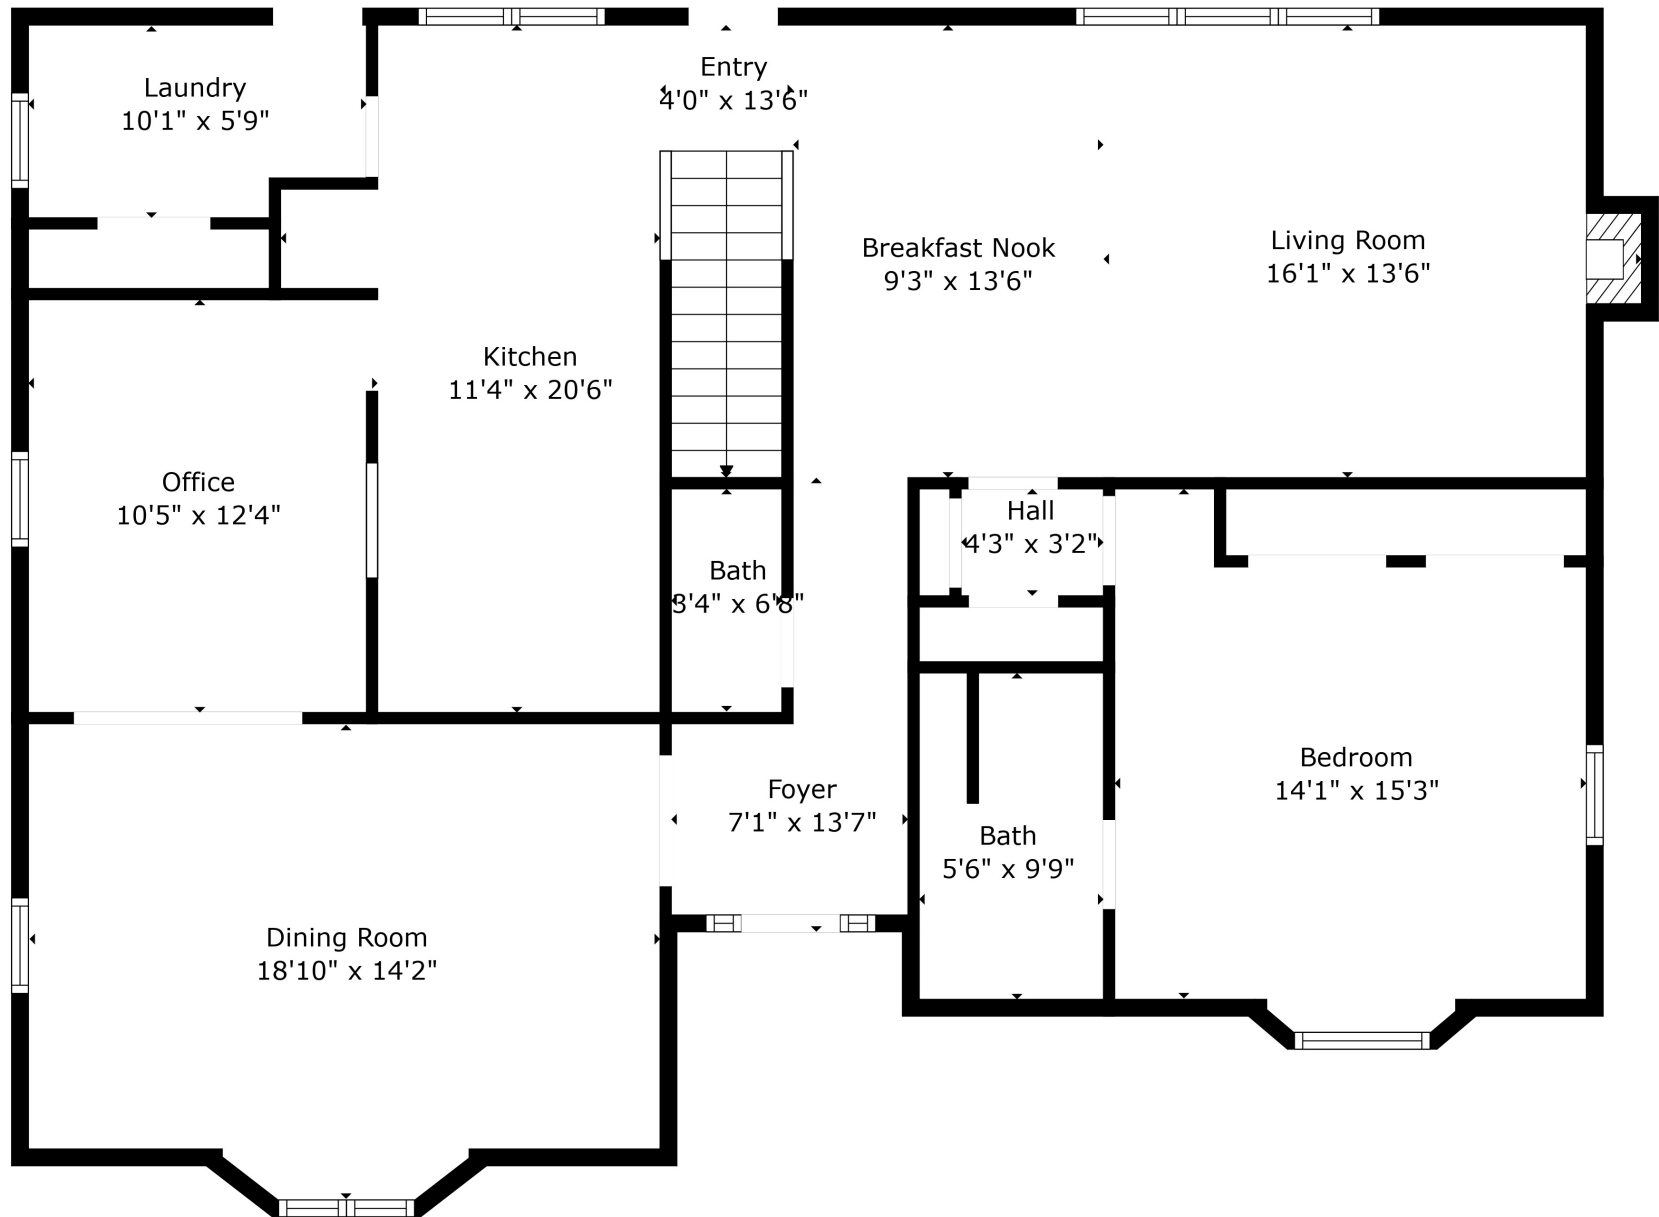 Laundry
10'1" x 5'9"
Entry
4'0" x 13'6"
Breakfast Nook
9'3" x 13'6"
Living Room
16'1" x 13'6"
Kitchen
11'4" x 20'6"
Office
10'5" x 12'4"
Hall
4'3" x 3'2"
Bath
3'4" x 6'8"
Bedroom
14'1" x 15'3"
Foyer
7'1" x 13'7"
Bath
5'6" x 9'9"
Dining Room
18'10" x 14'2"